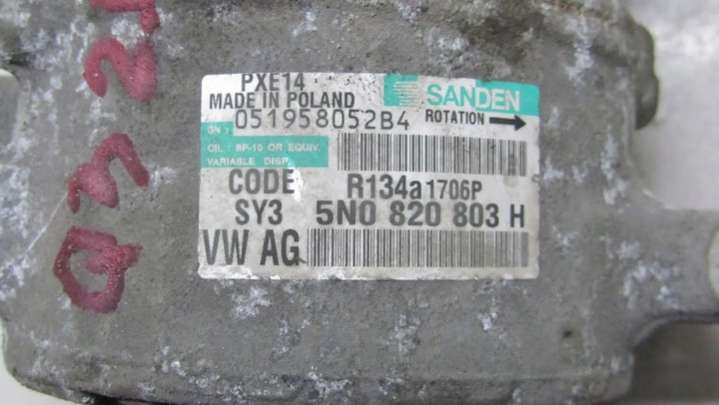 PXE14 SANDEN
MADE IN POLAND
ROTATION
S/N : 051958052B4
OIL : SP-10 OR EQUIV.
VARIABLE DISP.
CODE R134a 1706P
SY3 5N0 820 803 H
VW AG
Q3